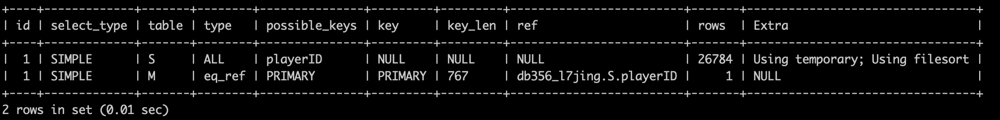 +----+-------------+-------+--------+---------------+---------+---------+-------------------------+-------+---------------------------------+
| id | select_type | table | type   | possible_keys | key     | key_len | ref                     | rows  | Extra                           |
+----+-------------+-------+--------+---------------+---------+---------+-------------------------+-------+---------------------------------+
|  1 | SIMPLE      | S     | ALL    | playerID      | NULL    | NULL    | NULL                    | 26784 | Using temporary; Using filesort |
|  1 | SIMPLE      | M     | eq_ref | PRIMARY       | PRIMARY | 767     | db356_l7jing.S.playerID |     1 | NULL                            |
+----+-------------+-------+--------+---------------+---------+---------+-------------------------+-------+---------------------------------+
2 rows in set (0.01 sec)